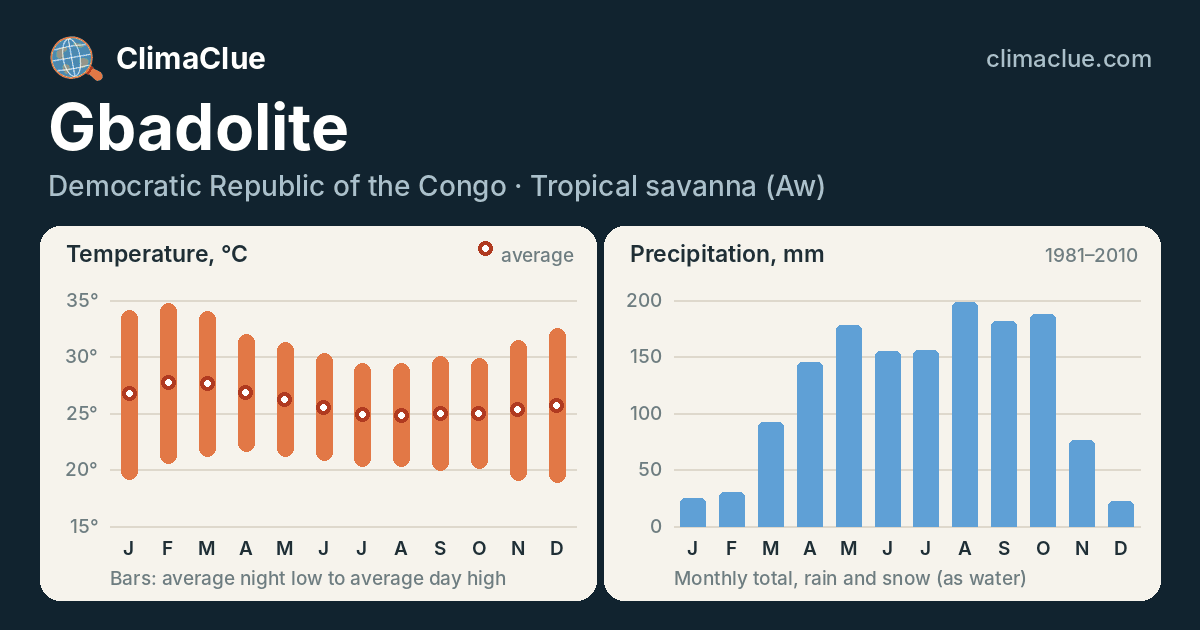 ClimaClue
climaclue.com
Gbadolite
Democratic Republic of the Congo · Tropical savanna (Aw)
Temperature, °C
average
35°
30°
25°
20°
15°
J F M A M J J A S O N D
Bars: average night low to average day high
Precipitation, mm
1981–2010
200
150
100
50
0
J F M A M J J A S O N D
Monthly total, rain and snow (as water)